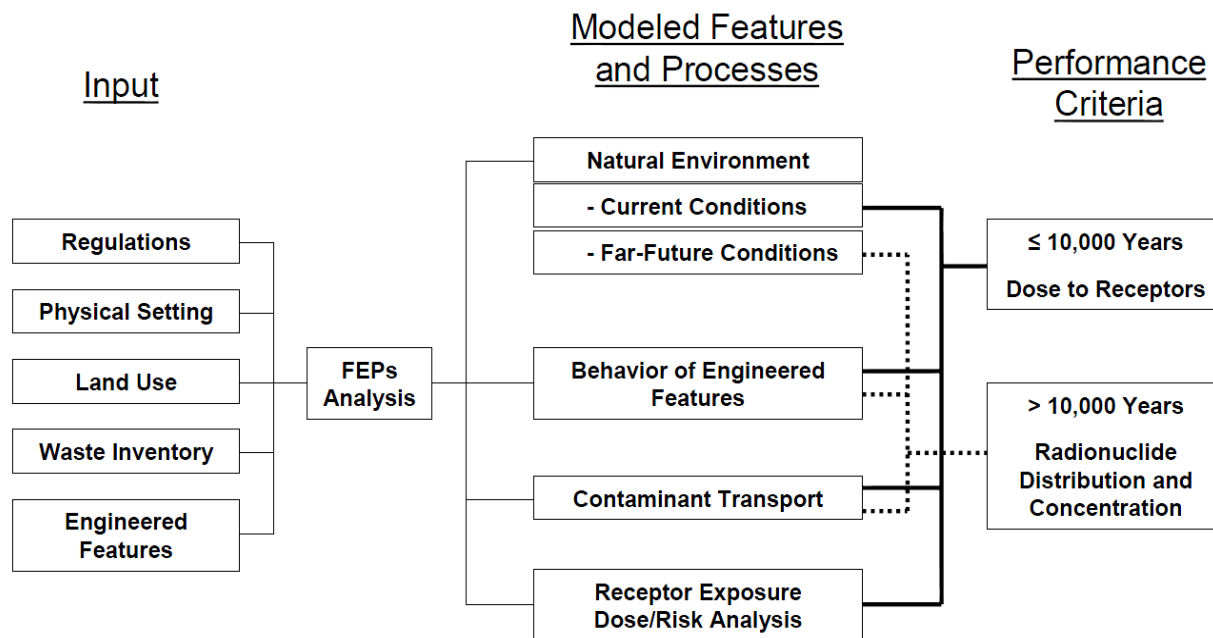 Input
Modeled Features
and Processes
Performance
Criteria
Regulations
Physical Setting
Land Use
Waste Inventory
Engineered
Features
FEPs
Analysis
Natural Environment
- Current Conditions
- Far-Future Conditions
Behavior of Engineered
Features
Contaminant Transport
Receptor Exposure
Dose/Risk Analysis
≤ 10,000 Years
Dose to Receptors
> 10,000 Years
Radionuclide
Distribution and
Concentration